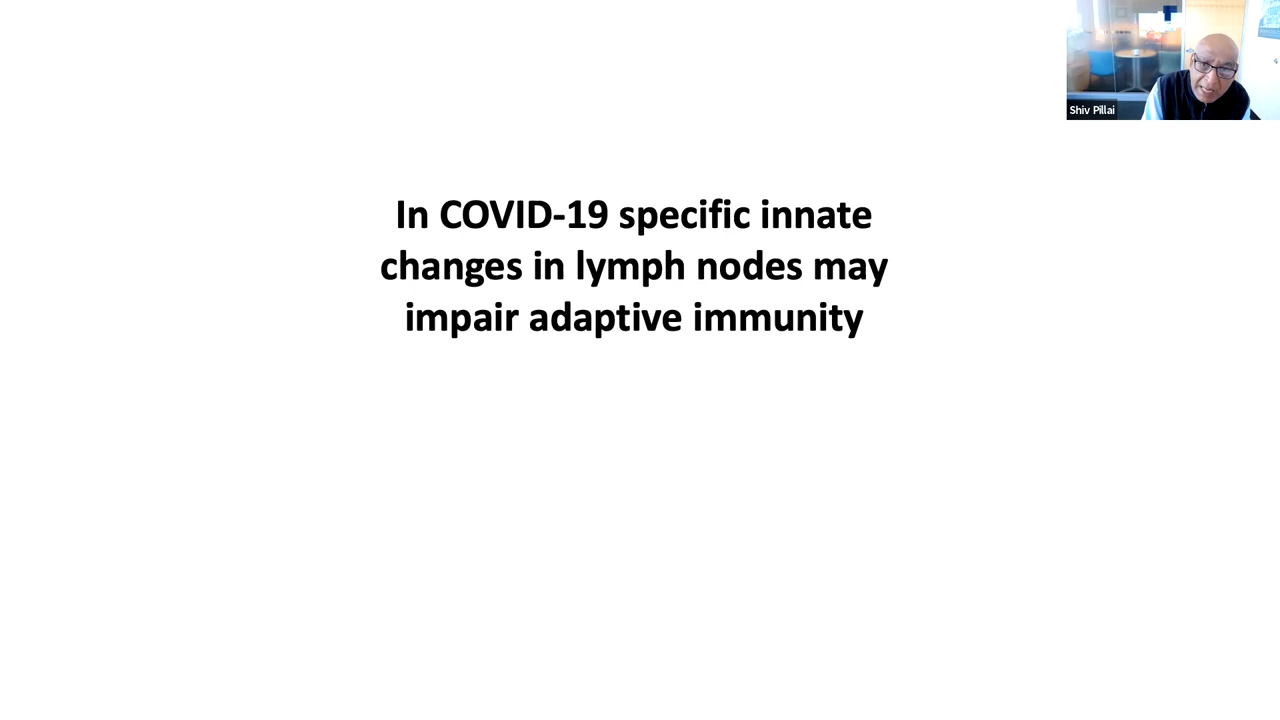 Shiv Pillai
In COVID-19 specific innate
changes in lymph nodes may
impair adaptive immunity